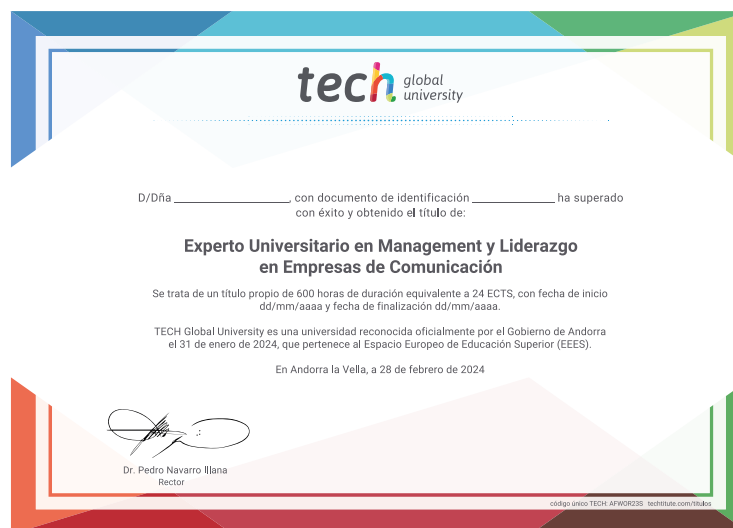 tech global
university
D/Dña ______________, con documento de identificación ____________ ha superado
con éxito y obtenido el título de:
Experto Universitario en Management y Liderazgo
en Empresas de Comunicación
Se trata de un título propio de 600 horas de duración equivalente a 24 ECTS, con fecha de inicio
dd/mm/aaaa y fecha de finalización dd/mm/aaaa.
TECH Global University es una universidad reconocida oficialmente por el Gobierno de Andorra
el 31 de enero de 2024, que pertenece al Espacio Europeo de Educación Superior (EEES).
En Andorra la Vella, a 28 de febrero de 2024
Dr. Pedro Navarro Illana
Rector
código único TECH: AFWOR23S techtitute.com/titulos